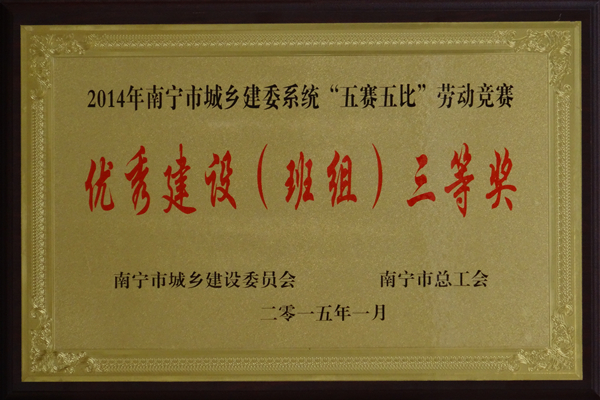 2014年南宁市城乡建委系统“五赛五比”劳动竞赛
优秀建设（班组）三等奖
南宁市城乡建设委员会 南宁市总工会
二零一五年一月